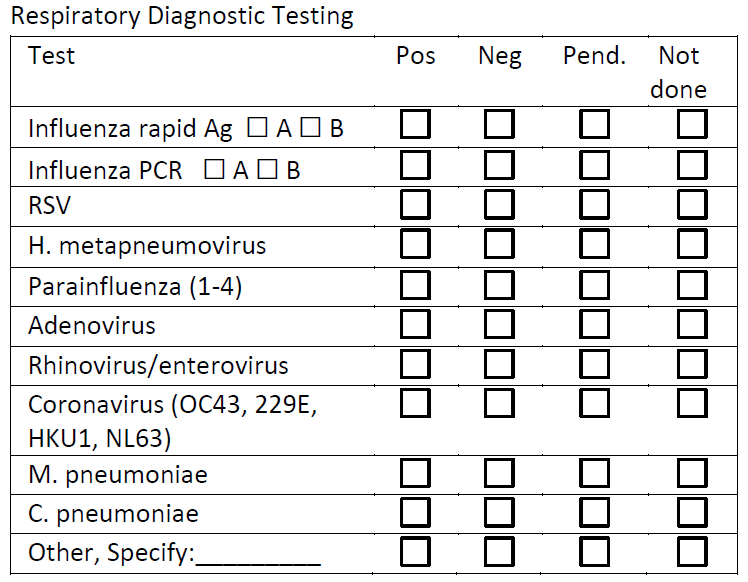 Respiratory Diagnostic Testing
Test Pos Neg Pend. Not done
Influenza rapid Ag ☐ A ☐ B ☐ ☐ ☐ ☐
Influenza PCR ☐ A ☐ B ☐ ☐ ☐ ☐
RSV ☐ ☐ ☐ ☐
H. metapneumovirus ☐ ☐ ☐ ☐
Parainfluenza (1-4) ☐ ☐ ☐ ☐
Adenovirus ☐ ☐ ☐ ☐
Rhinovirus/enterovirus ☐ ☐ ☐ ☐
Coronavirus (OC43, 229E, ☐ ☐ ☐ ☐
HKU1, NL63)
M. pneumoniae ☐ ☐ ☐ ☐
C. pneumoniae ☐ ☐ ☐ ☐
Other, Specify:_________ ☐ ☐ ☐ ☐